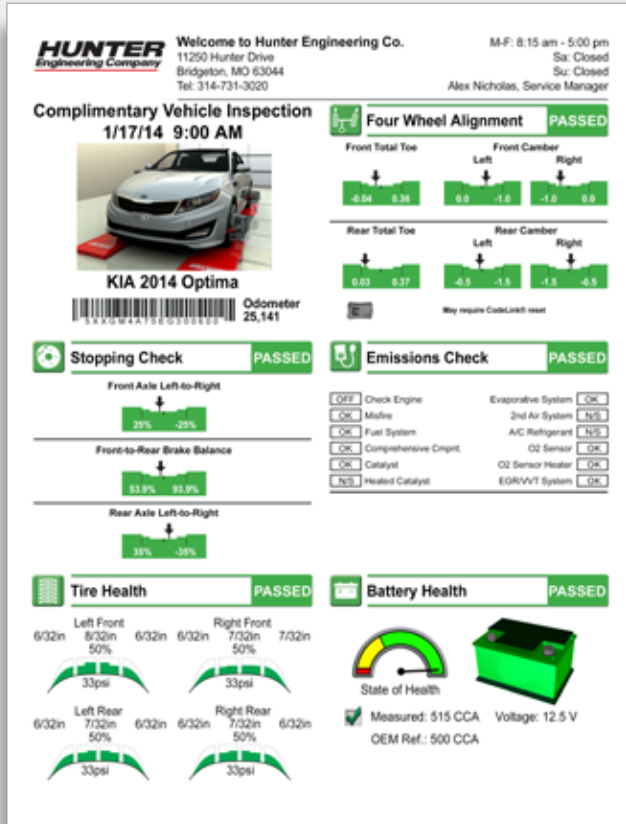 HUNTER
Engineering Company
Welcome to Hunter Engineering Co.
11250 Hunter Drive
Bridgeton, MO 63044
Tel: 314-731-3020
M-F: 8:15 am - 5:00 pm
Sa: Closed
Su: Closed
Alex Nicholas, Service Manager
Complimentary Vehicle Inspection
1/17/14 9:00 AM
KIA 2014 Optima
Odometer
25,141
Four Wheel Alignment PASSED
Front Total Toe
Front Camber
Left Right
-0.04 0.36
0.0 -1.0
-1.0 0.0
Rear Total Toe
Rear Camber
Left Right
0.03 0.37
-0.5 -1.5
-1.5 -0.5
May require CodeLink® reset
Stopping Check PASSED
Front Axle Left-to-Right
25% -25%
Front-to-Rear Brake Balance
53.9% 93.9%
Rear Axle Left-to-Right
35% -35%
Emissions Check PASSED
OFF Check Engine
OK Misfire
OK Fuel System
OK Comprehensive Cmpnt.
OK Catalyst
N/S Heated Catalyst
Evaporative System OK
2nd Air System N/S
A/C Refrigerant N/S
O2 Sensor OK
O2 Sensor Heater OK
EGR/VVT System OK
Tire Health PASSED
Left Front
6/32in 8/32in 6/32in
50%
33psi
Right Front
6/32in 7/32in 7/32in
50%
33psi
Left Rear
6/32in 7/32in 6/32in
50%
33psi
Right Rear
6/32in 7/32in 6/32in
50%
33psi
Battery Health PASSED
State of Health
Measured: 515 CCA Voltage: 12.5 V
OEM Ref.: 500 CCA